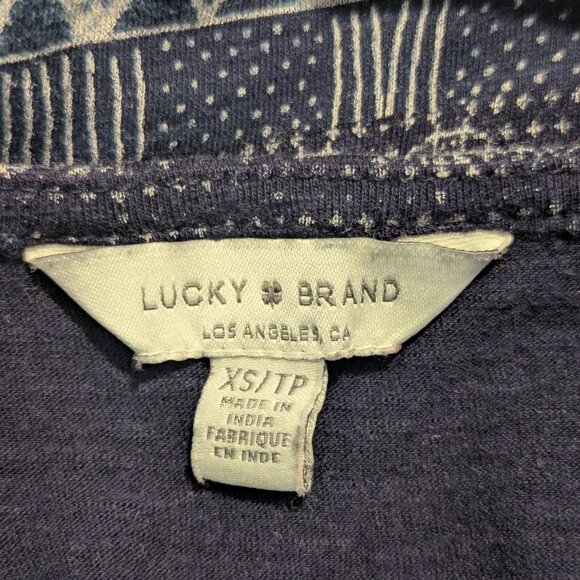 LUCKY BRAND
LOS ANGELES, CA
XS/TP
MADE IN
INDIA
FABRIQUE
EN INDE